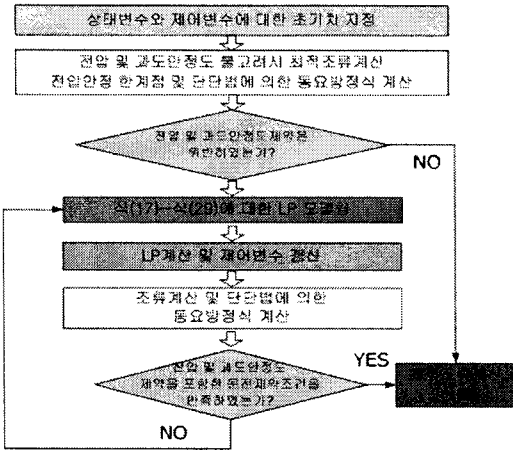 상태변수와 제어변수에 대한 초기치 지정
전압 및 과도안정도 불고려시 최적조류계산
전압안정 한계점 및 단단법에 의한 동요방정식 계산
전압 및 과도안정도제약은
위반하였는가?
NO
식(17)~식(29)에 대한 LP
LP계산 및 제어변수 갱신
조류계산 및 단단법에 의한
동요방정식 계산
전압 및 과도안정도
제약을 포함한 운전제약조건을
만족하였는가?
YES
NO